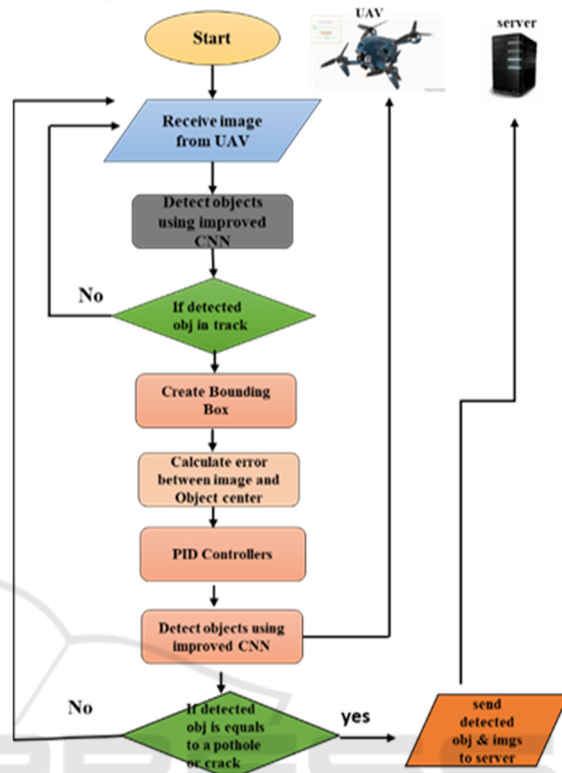 UAV
server
Start
Receive image
from UAV
Detect objects
using improved
CNN
No
If detected
obj in track
Create Bounding
Box
Calculate error
between image and
Object center
PID Controllers
Detect objects using
improved CNN
No
If detected
obj is equals
to a pothole
or crack
yes
send
detected
obj & imgs
to server